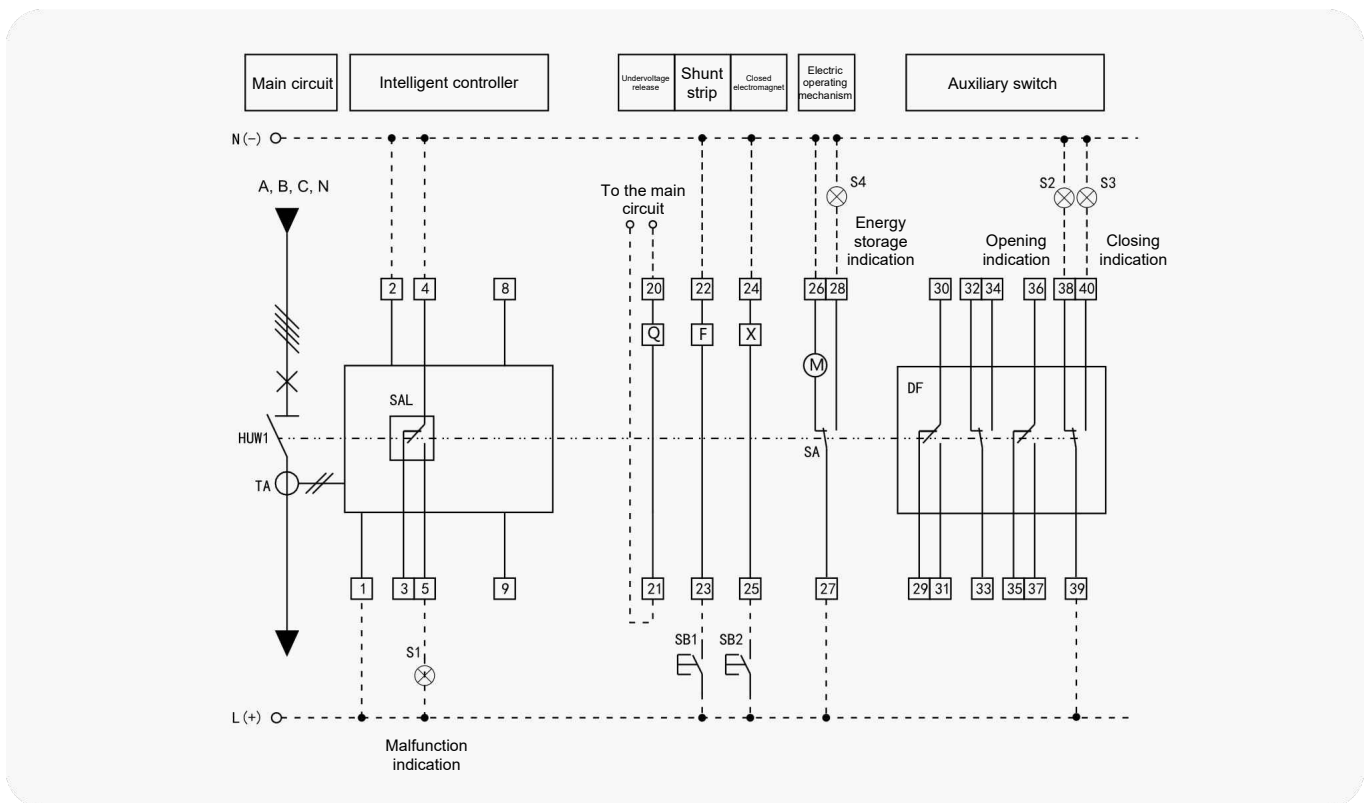 Main circuit
Intelligent controller
Undervoltage
release
Shunt
strip
Closed
electromagnet
Electric
operating
mechanism
Auxiliary switch
N(−)
A, B, C, N
To the main
circuit
S4
S2
S3
Energy
storage
indication
Opening
indication
Closing
indication
2 4 8 20 22 24 26 28 30 32 34 36 38 40
Q F X
M
DF
SAL
HUW1
SA
TA
1 3 5 9 21 23 25 27 29 31 33 35 37 39
S1
SB1
SB2
L(+)
Malfunction
indication